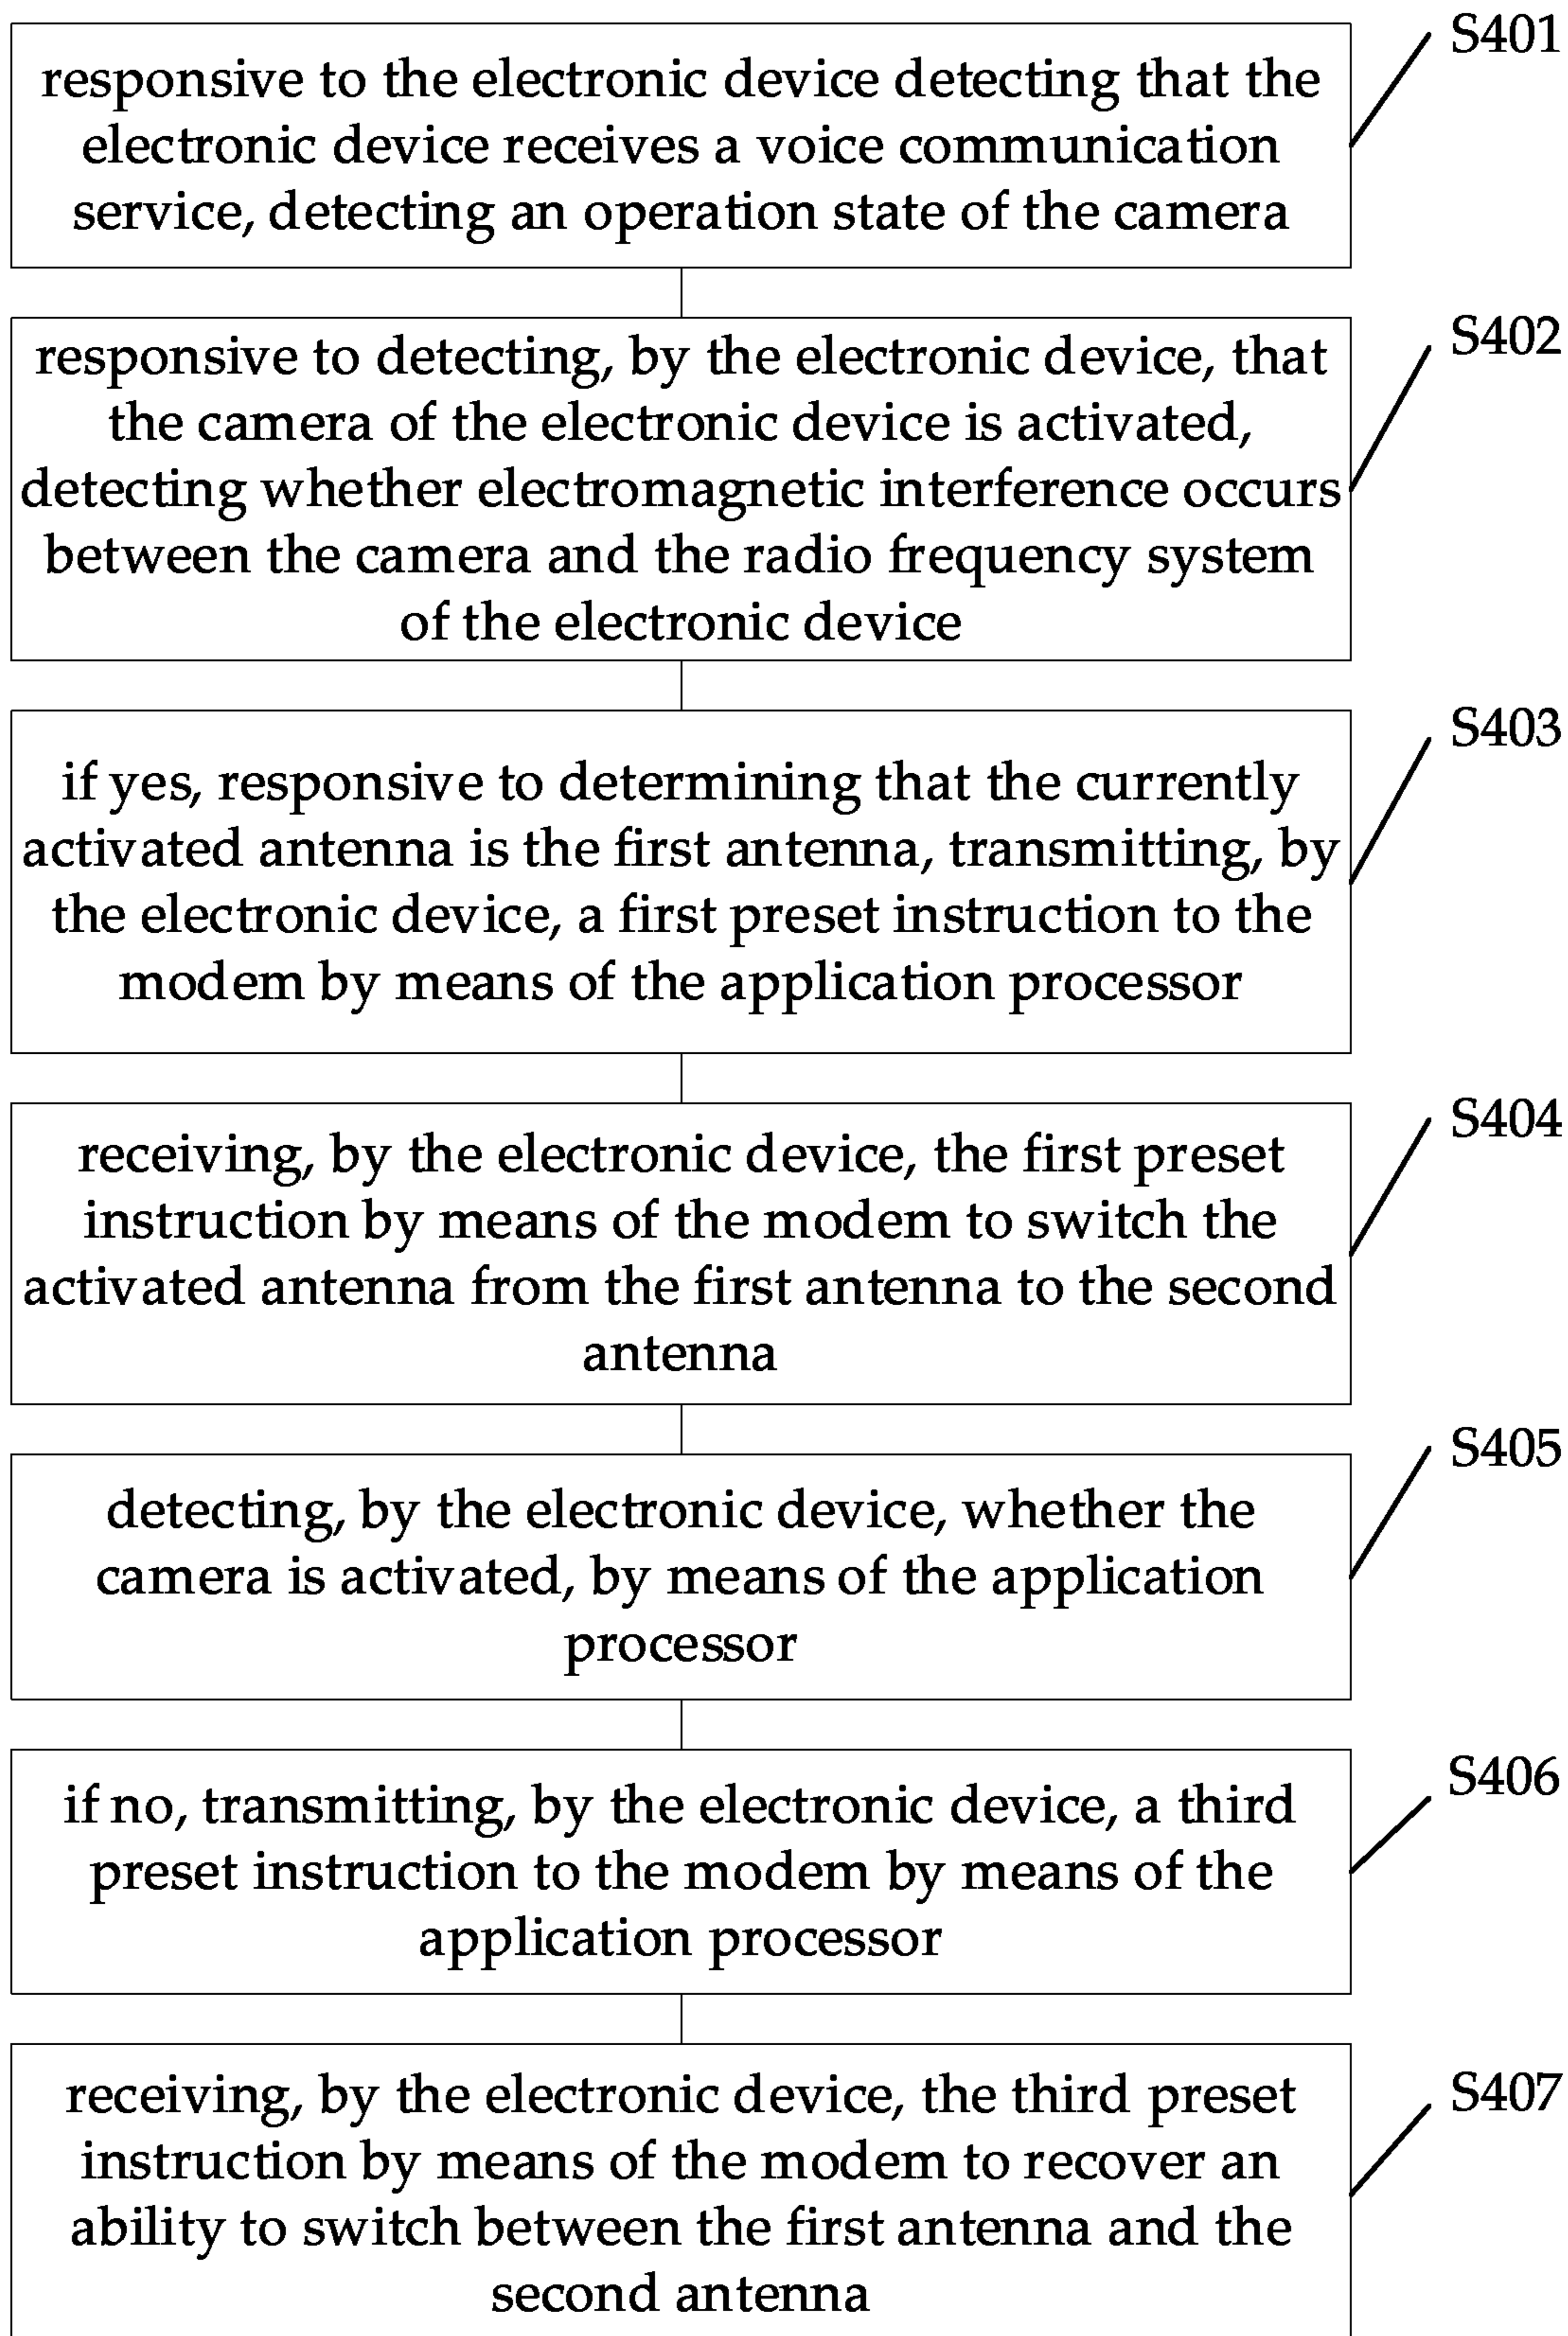 S401
responsive to the electronic device detecting that the
electronic device receives a voice communication
service, detecting an operation state of the camera
S402
responsive to detecting, by the electronic device, that
the camera of the electronic device is activated,
detecting whether electromagnetic interference occurs
between the camera and the radio frequency system
of the electronic device
S403
if yes, responsive to determining that the currently
activated antenna is the first antenna, transmitting, by
the electronic device, a first preset instruction to the
modem by means of the application processor
S404
receiving, by the electronic device, the first preset
instruction by means of the modem to switch the
activated antenna from the first antenna to the second
antenna
S405
detecting, by the electronic device, whether the
camera is activated, by means of the application
processor
S406
if no, transmitting, by the electronic device, a third
preset instruction to the modem by means of the
application processor
S407
receiving, by the electronic device, the third preset
instruction by means of the modem to recover an
ability to switch between the first antenna and the
second antenna